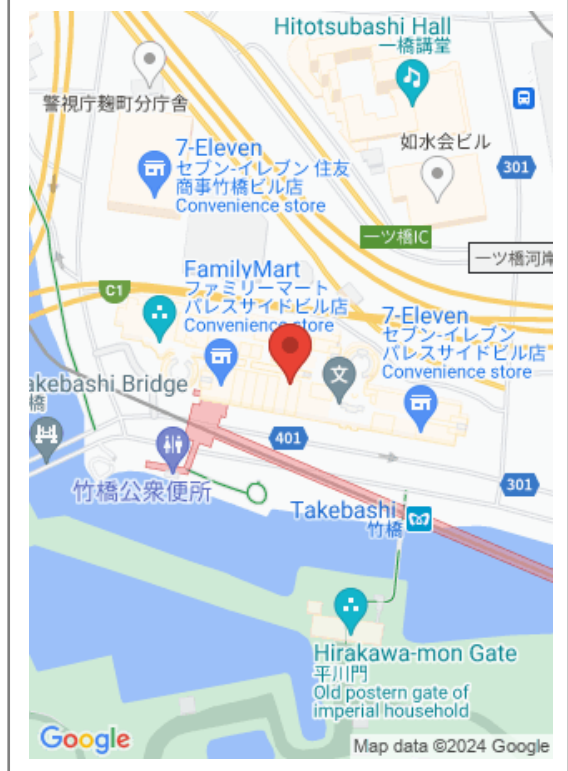 Hitotsubashi Hall
一橋講堂
警視庁麹町分庁舎
如水会ビル
7-Eleven
セブン-イレブン 住友
商事竹橋ビル店
Convenience store
301
一ツ橋IC
一ツ橋河岸
C1
FamilyMart
ファミリーマート
パレスサイドビル店
Convenience store
7-Eleven
セブン-イレブン
パレスサイドビル店
Convenience store
文
akebashi Bridge
橋
401
301
竹橋公衆便所
Takebashi
竹橋
Hirakawa-mon Gate
平川門
Old postern gate of
imperial household
Google
Map data ©2024 Google